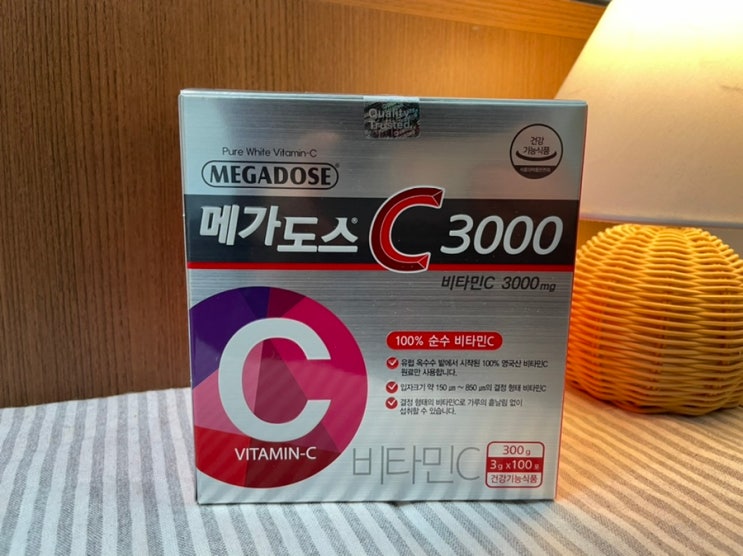 Quality
Trusted
건강
기능식품
Pure White Vitamin-C
MEGADOSE®
메가도스® C 3000
비타민C 3000mg
100% 순수 비타민C
유럽 옥수수 밭에서 시작된 100% 영국산 비타민C
원료만 사용합니다.
입자크기 약 150 ㎛ ~ 850 ㎛의 결정 형태 비타민C
결정 형태의 비타민C로 가루의 흩날림 없이
섭취할 수 있습니다.
C
VITAMIN-C
비타민C
300 g
3g x 100 포
건강기능식품